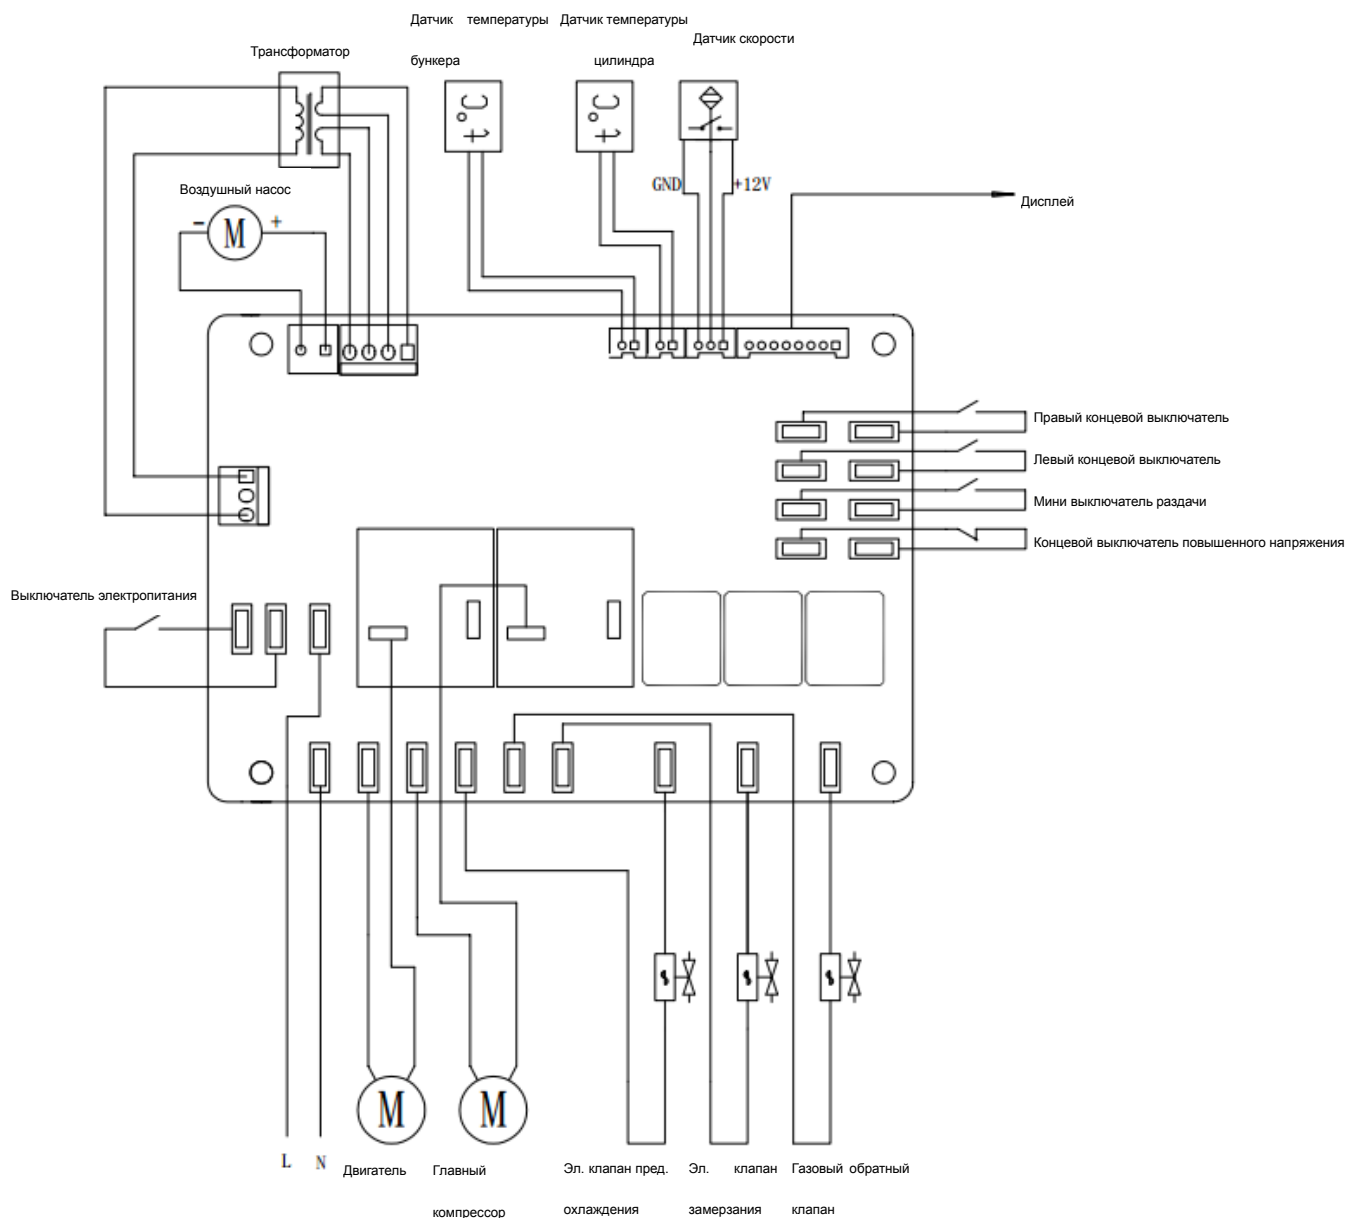 Датчик температуры
бункера
Датчик температуры
цилиндра
Датчик скорости
Трансформатор
t°C
t°C
GND
+12V
Воздушный насос
- M +
Дисплей
Правый концевой выключатель
Левый концевой выключатель
Мини выключатель раздачи
Концевой выключатель повышенного напряжения
Выключатель электропитания
M
M
L
N
Двигатель
Главный
компрессор
Эл. клапан пред.
охлаждения
Эл. клапан
замерзания
Газовый обратный
клапан